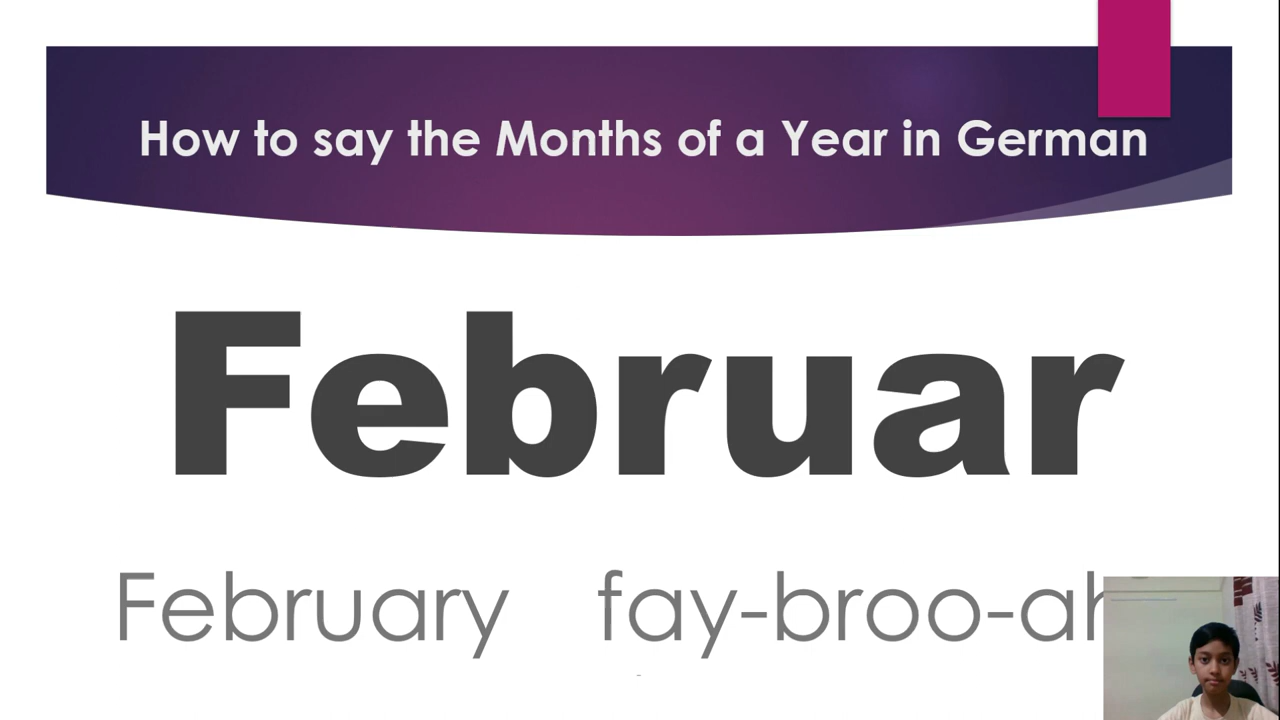 How to say the Months of a Year in German
Februar
February fay-broo-ah